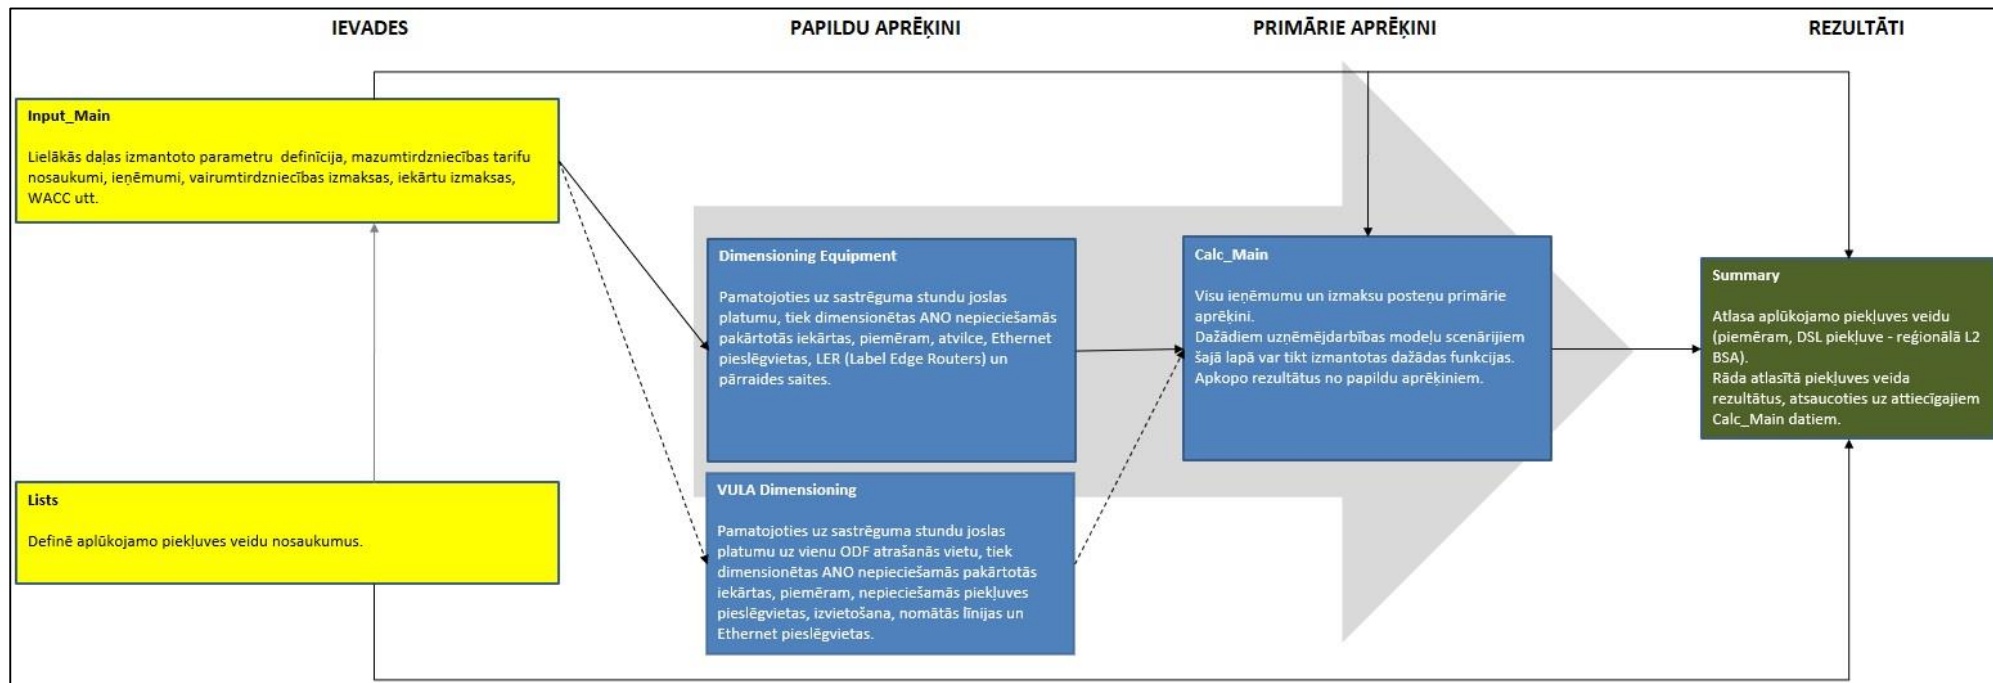 IEVADES
PAPILDU APRĒĶINI
PRIMĀRIE APRĒĶINI
REZULTĀTI
Input_Main
Lielākās daļas izmantoto parametru definīcija, mazumtirdzniecības tarifu
nosaukumi, ieņēmumi, vairumtirdzniecības izmaksas, iekārtu izmaksas,
WACC utt.
Lists
Definē aplūkojamo piekļuves veidu nosaukumus.
Dimensioning Equipment
Pamatojoties uz sastrēguma stundu joslas
platumu, tiek dimensionētas ANO nepieciešamās
pakārtotās iekārtas, piemēram, atvilce, Ethernet
pieslēgvietas, LER (Label Edge Routers) un
pārraides saites.
VULA Dimensioning
Pamatojoties uz sastrēguma stundu joslas
platumu uz vienu ODF atrašanās vietu, tiek
dimensionētas ANO nepieciešamās pakārtotās
iekārtas, piemēram, nepieciešamās piekļuves
pieslēgvietas, izvietošana, nomātās līnijas un
Ethernet pieslēgvietas.
Calc_Main
Visu ieņēmumu un izmaksu posteņu primārie
aprēķini.
Dažādiem uzņēmējdarbības modeļu scenārijiem
šajā lapā var tikt izmantotas dažādas funkcijas.
Apkopo rezultātus no papildu aprēķiniem.
Summary
Atlasa aplūkojamo piekļuves veidu
(piemēram, DSL piekļuve - reģionālā L2
BSA).
Rāda atlasītā piekļuves veida
rezultātus, atsaucoties uz attiecīgajiem
Calc_Main datiem.